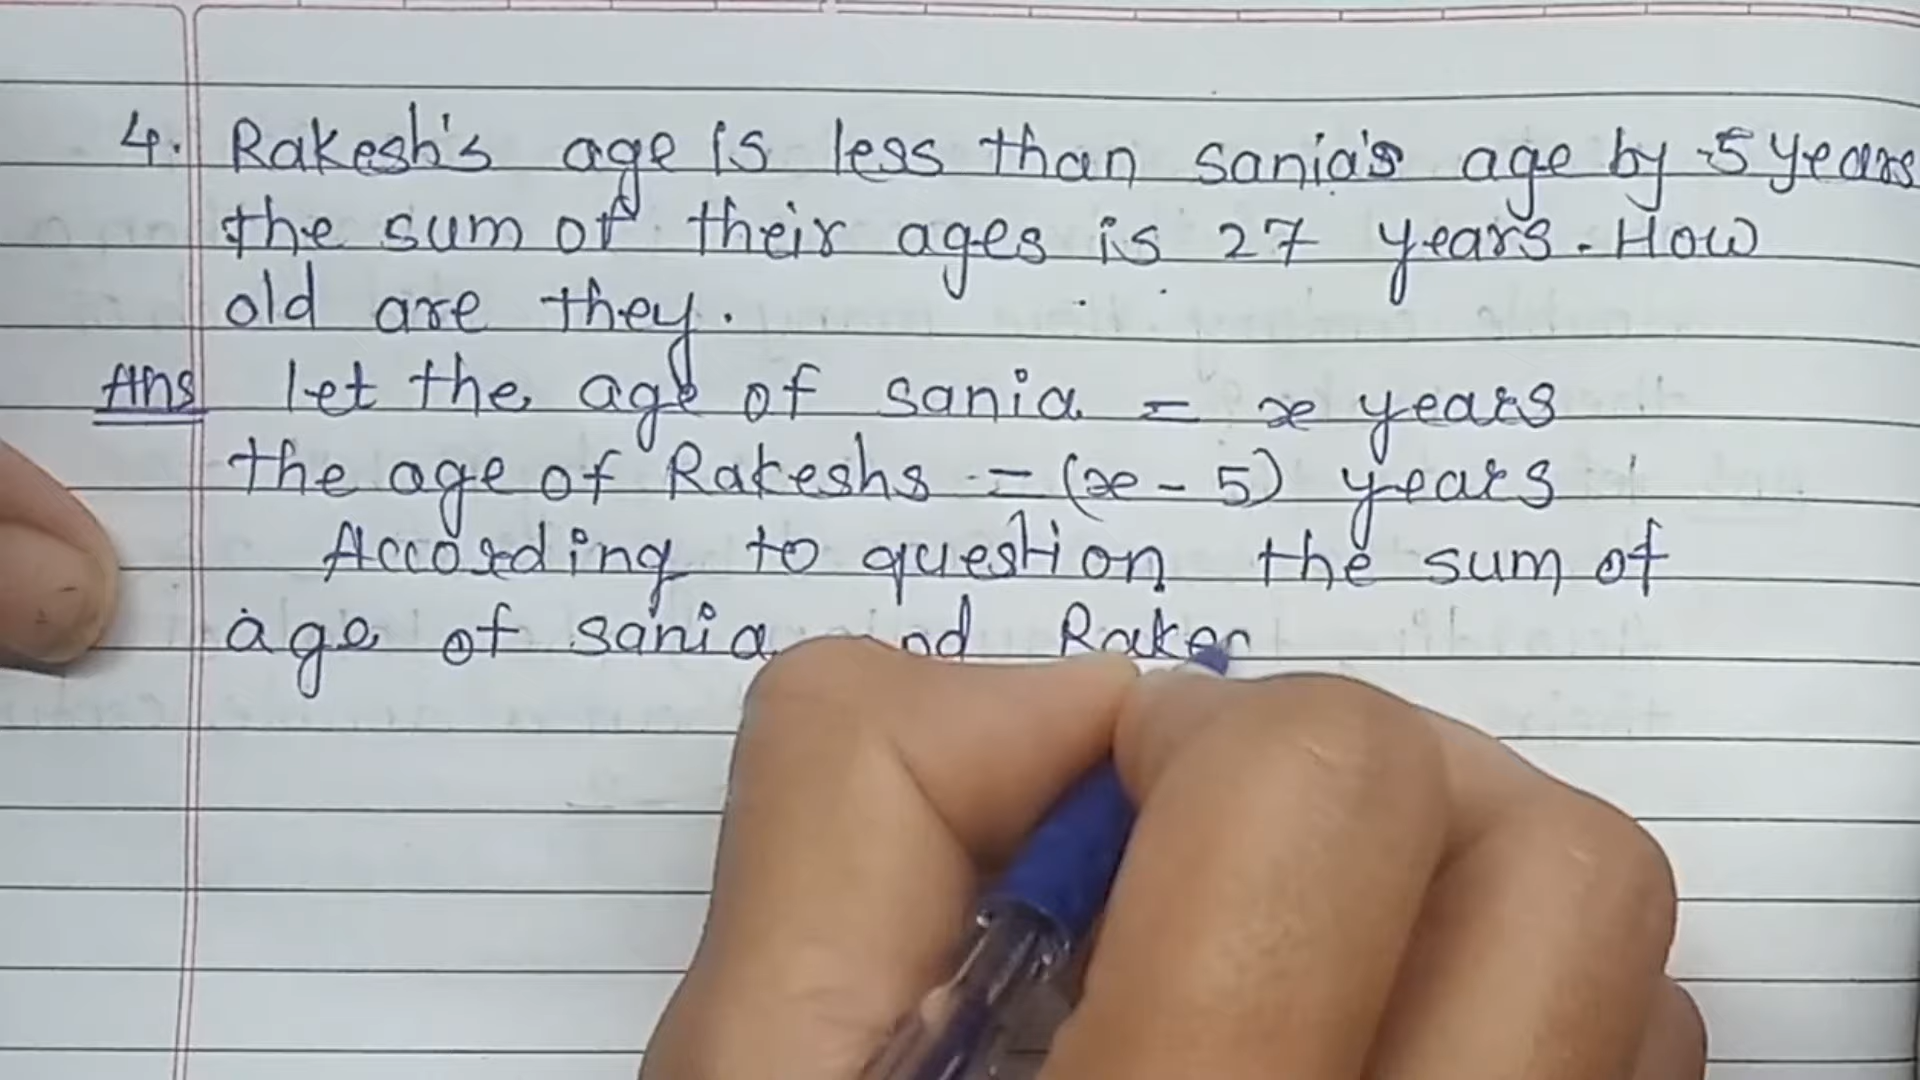 4. Rakesh's age is less than sania's age by 5 years
the sum of their ages is 27 years. How
old are they.
Ans let the age of sania = x years
the age of Rakeshs = (x - 5) years
According to question the sum of
age of sania